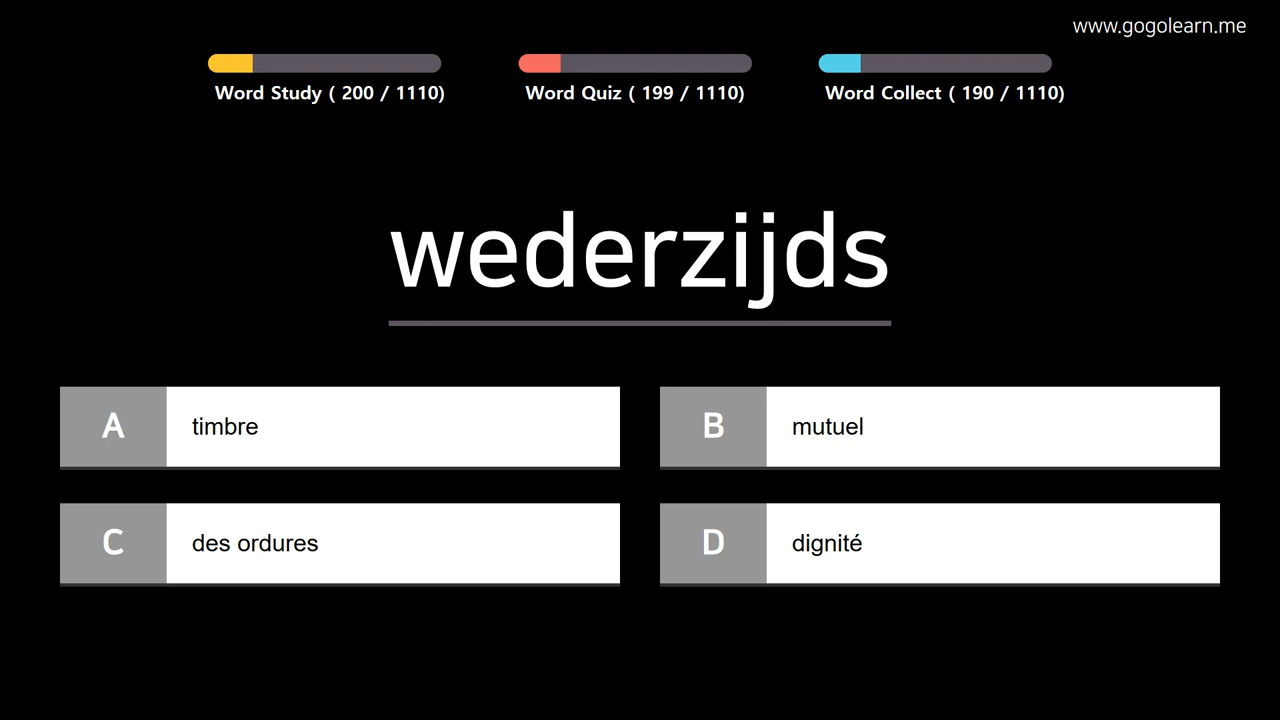 www.gogolearn.me
Word Study ( 200 / 1110)
Word Quiz ( 199 / 1110)
Word Collect ( 190 / 1110)
wederzijds
A timbre
B mutuel
C des ordures
D dignité